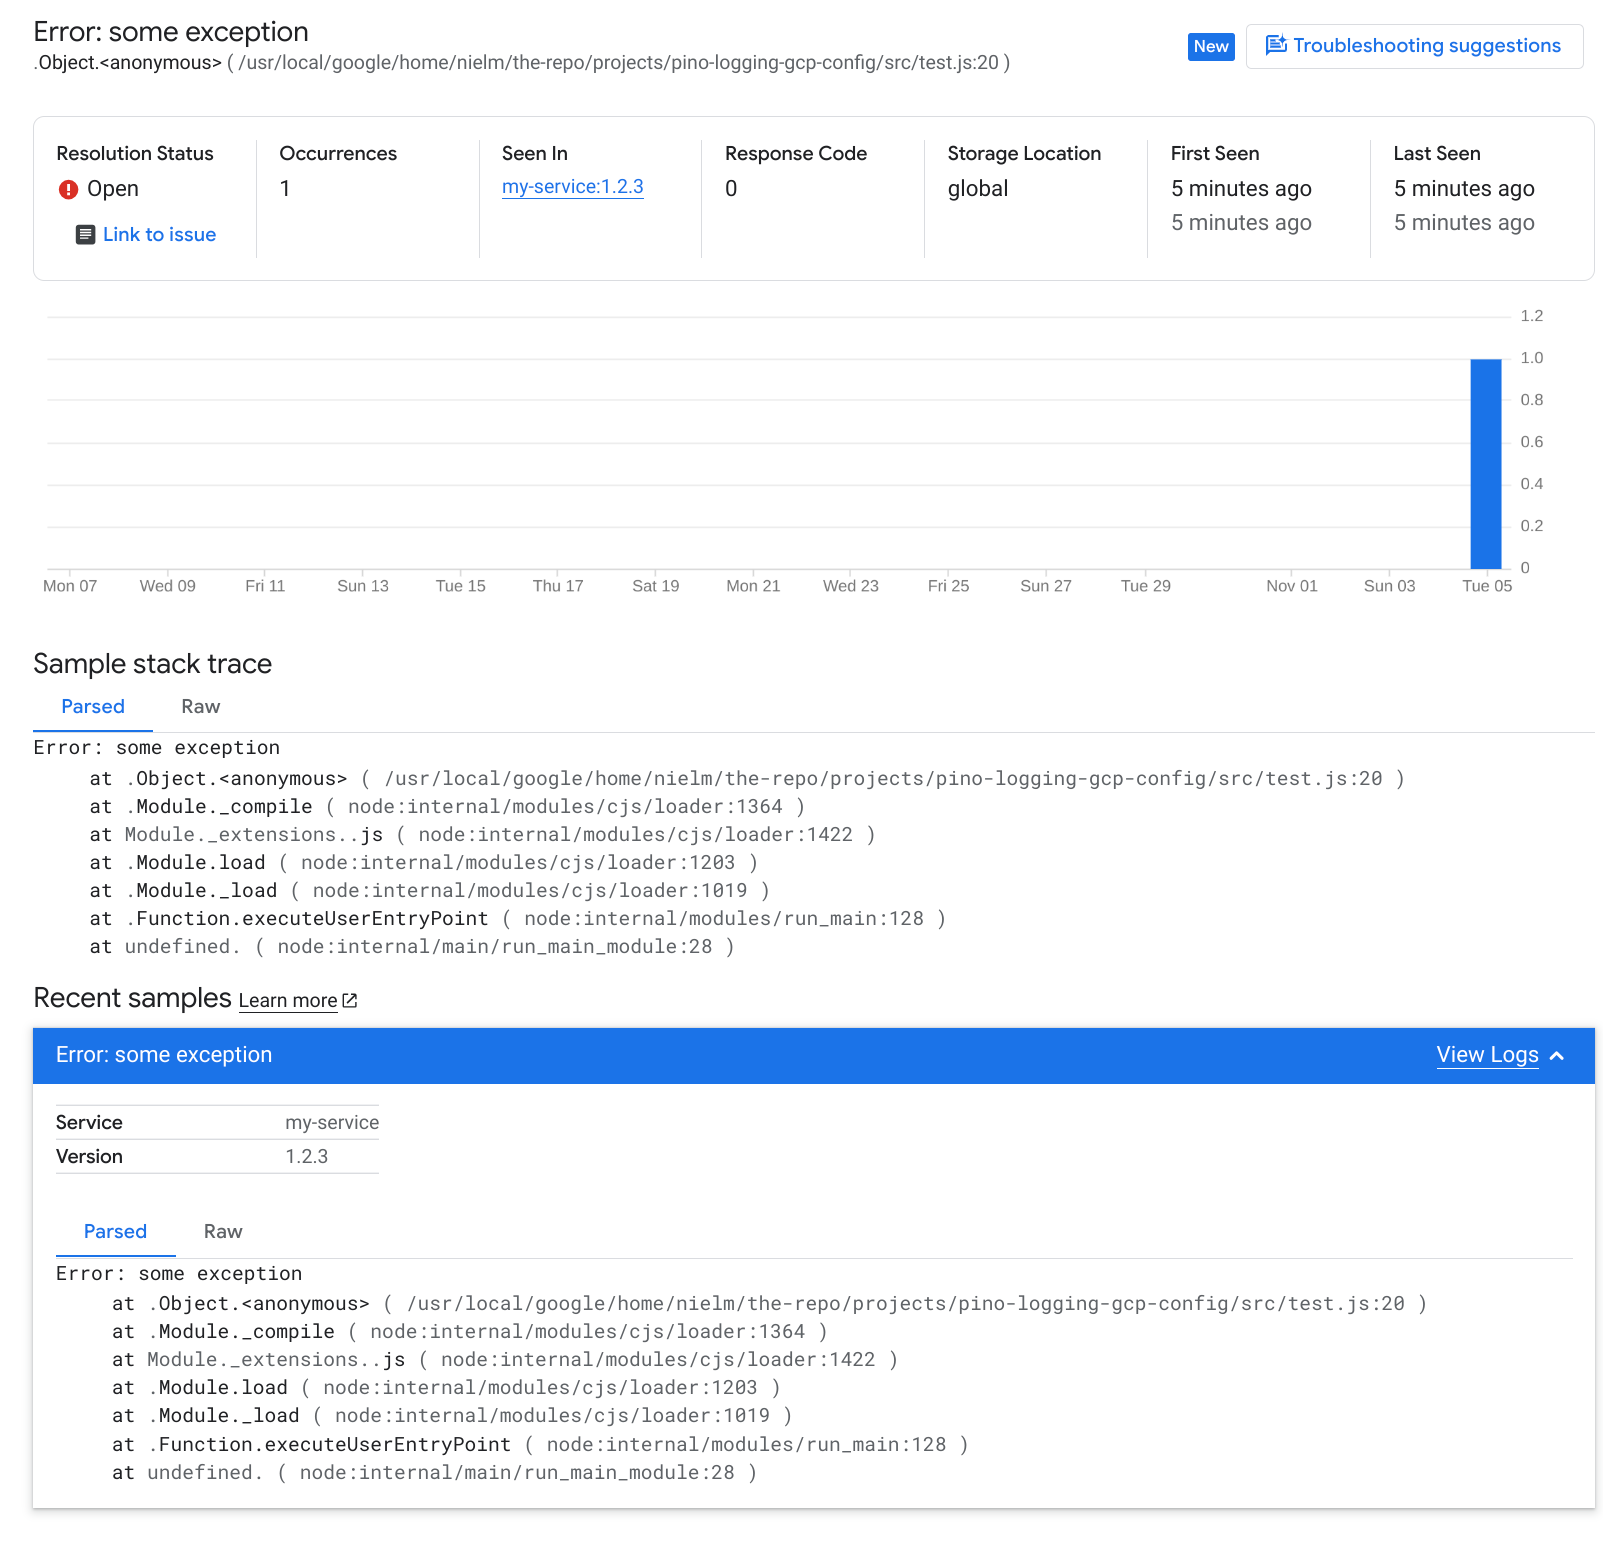 Error: some exception
.Object.<anonymous> ( /usr/local/google/home/nielm/the-repo/projects/pino-logging-gcp-config/src/test.js:20 )
New
Troubleshooting suggestions
Resolution Status
Open
Link to issue
Occurrences
1
Seen In
my-service:1.2.3
Response Code
0
Storage Location
global
First Seen
5 minutes ago
5 minutes ago
Last Seen
5 minutes ago
5 minutes ago
1.2
1.0
0.8
0.6
0.4
0.2
0
Mon 07 Wed 09 Fri 11 Sun 13 Tue 15 Thu 17 Sat 19 Mon 21 Wed 23 Fri 25 Sun 27 Tue 29 Nov 01 Sun 03 Tue 05
Sample stack trace
Parsed Raw
Error: some exception
at .Object.<anonymous> ( /usr/local/google/home/nielm/the-repo/projects/pino-logging-gcp-config/src/test.js:20 )
at .Module._compile ( node:internal/modules/cjs/loader:1364 )
at Module._extensions..js ( node:internal/modules/cjs/loader:1422 )
at .Module.load ( node:internal/modules/cjs/loader:1203 )
at .Module._load ( node:internal/modules/cjs/loader:1019 )
at .Function.executeUserEntryPoint ( node:internal/modules/run_main:128 )
at undefined. ( node:internal/main/run_main_module:28 )
Recent samples Learn more
Error: some exception View Logs
Service my-service
Version 1.2.3
Parsed Raw
Error: some exception
at .Object.<anonymous> ( /usr/local/google/home/nielm/the-repo/projects/pino-logging-gcp-config/src/test.js:20 )
at .Module._compile ( node:internal/modules/cjs/loader:1364 )
at Module._extensions..js ( node:internal/modules/cjs/loader:1422 )
at .Module.load ( node:internal/modules/cjs/loader:1203 )
at .Module._load ( node:internal/modules/cjs/loader:1019 )
at .Function.executeUserEntryPoint ( node:internal/modules/run_main:128 )
at undefined. ( node:internal/main/run_main_module:28 )